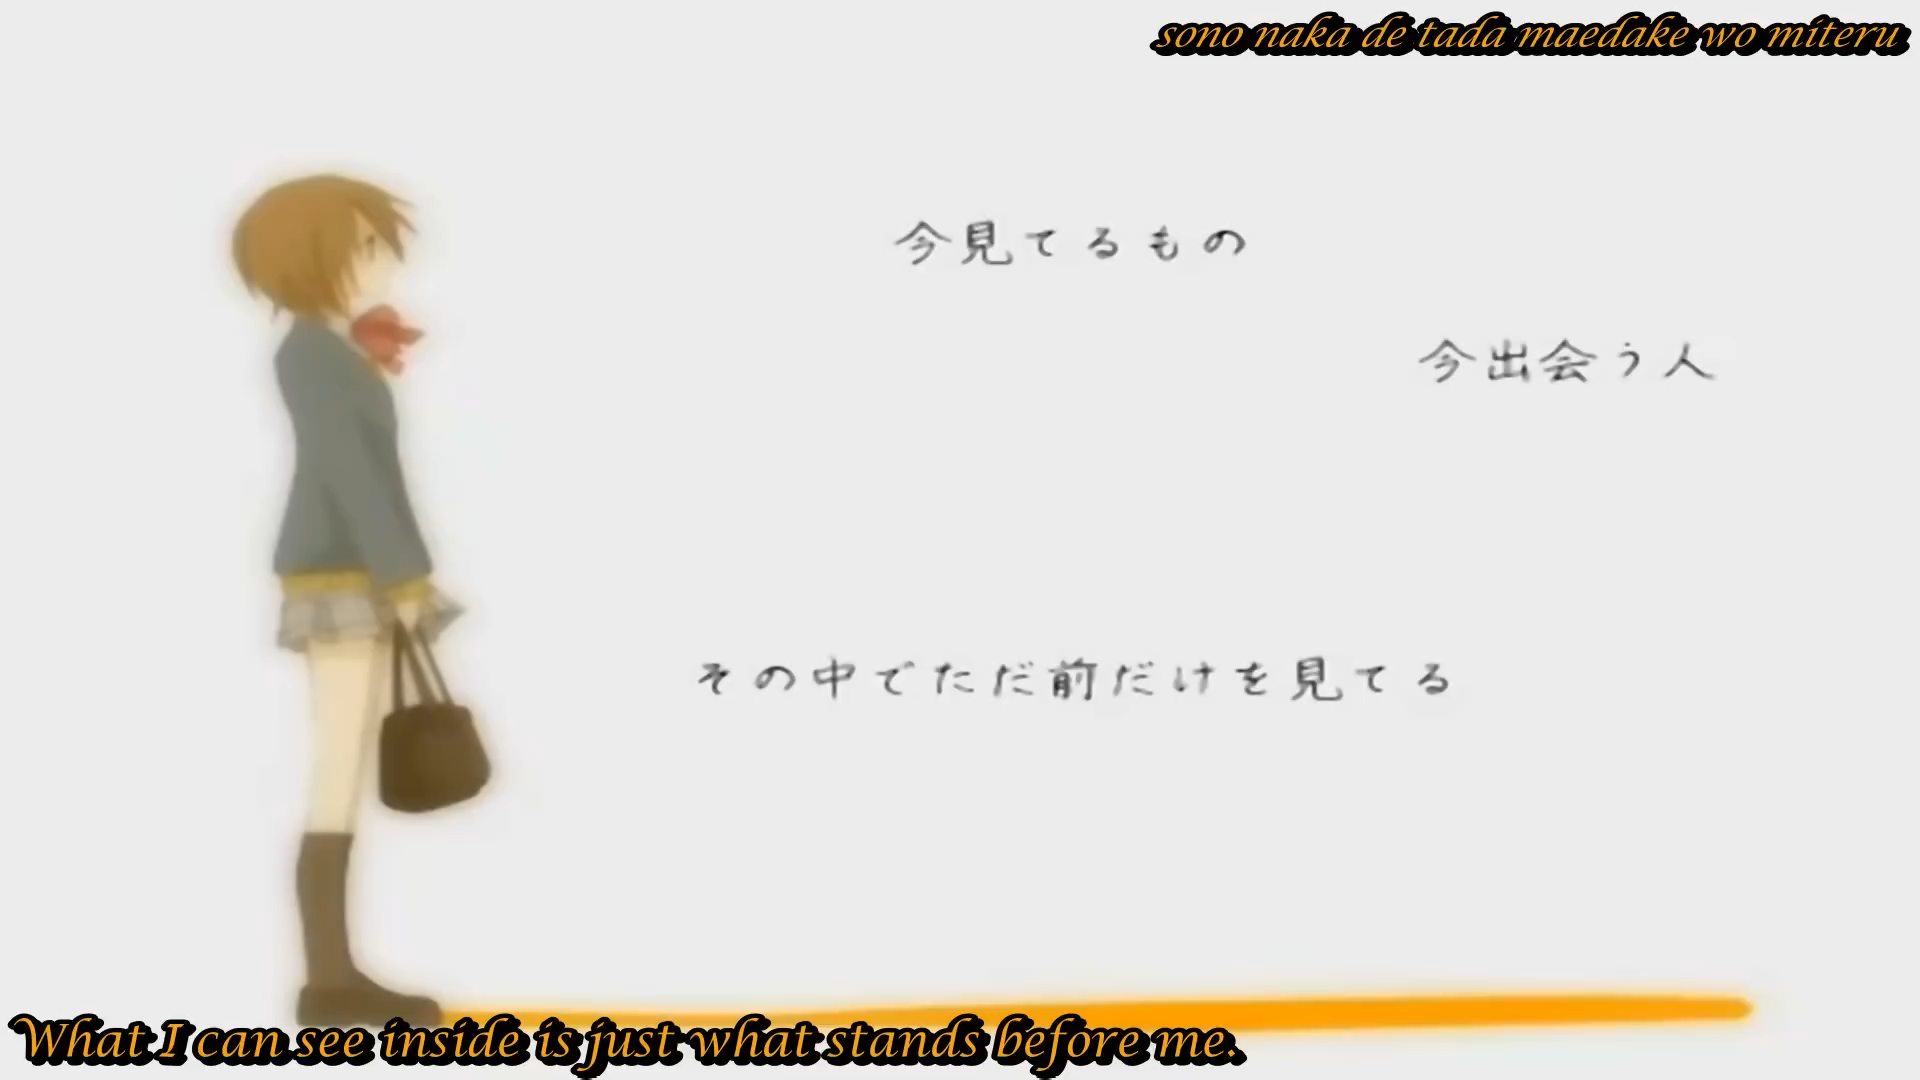 sono naka de tada maedake wo miteru
今見てるもの
今出会う人
その中でただ前だけを見てる
What I can see inside is just what stands before me.